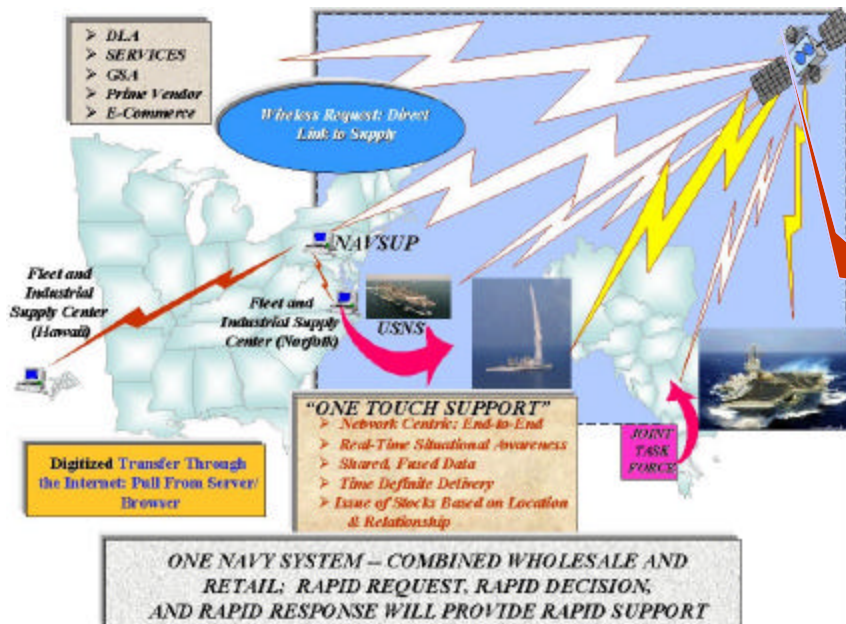 ➢ DLA
➢ SERVICES
➢ GSA
➢ Prime Vendor
➢ E-Commerce
Wireless Request: Direct
Link to Supply
NAVSUP
Fleet and
Industrial
Supply Center
(Hawaii)
Fleet and
Industrial Supply
Center (Norfolk)
USNS
"ONE TOUCH SUPPORT"
➢ Network Centric: End-to-End
➢ Real-Time Situational Awareness
➢ Shared, Fused Data
➢ Time Definite Delivery
➢ Issue of Stocks Based on Location
& Relationship
JOINT
TASK
FORCE
Digitized Transfer Through
the Internet: Pull From Server/
Browser
ONE NAVY SYSTEM – COMBINED WHOLESALE AND
RETAIL; RAPID REQUEST, RAPID DECISION,
AND RAPID RESPONSE WILL PROVIDE RAPID SUPPORT